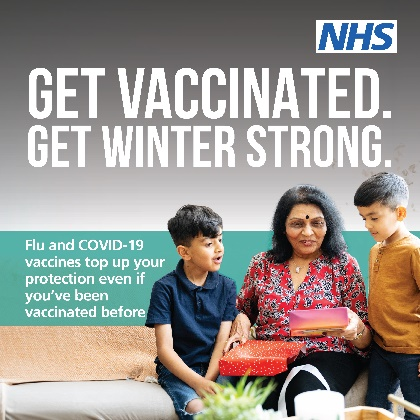 NHS
GET VACCINATED.
GET WINTER STRONG.
Flu and COVID-19
vaccines top up your
protection even if
you've been
vaccinated before